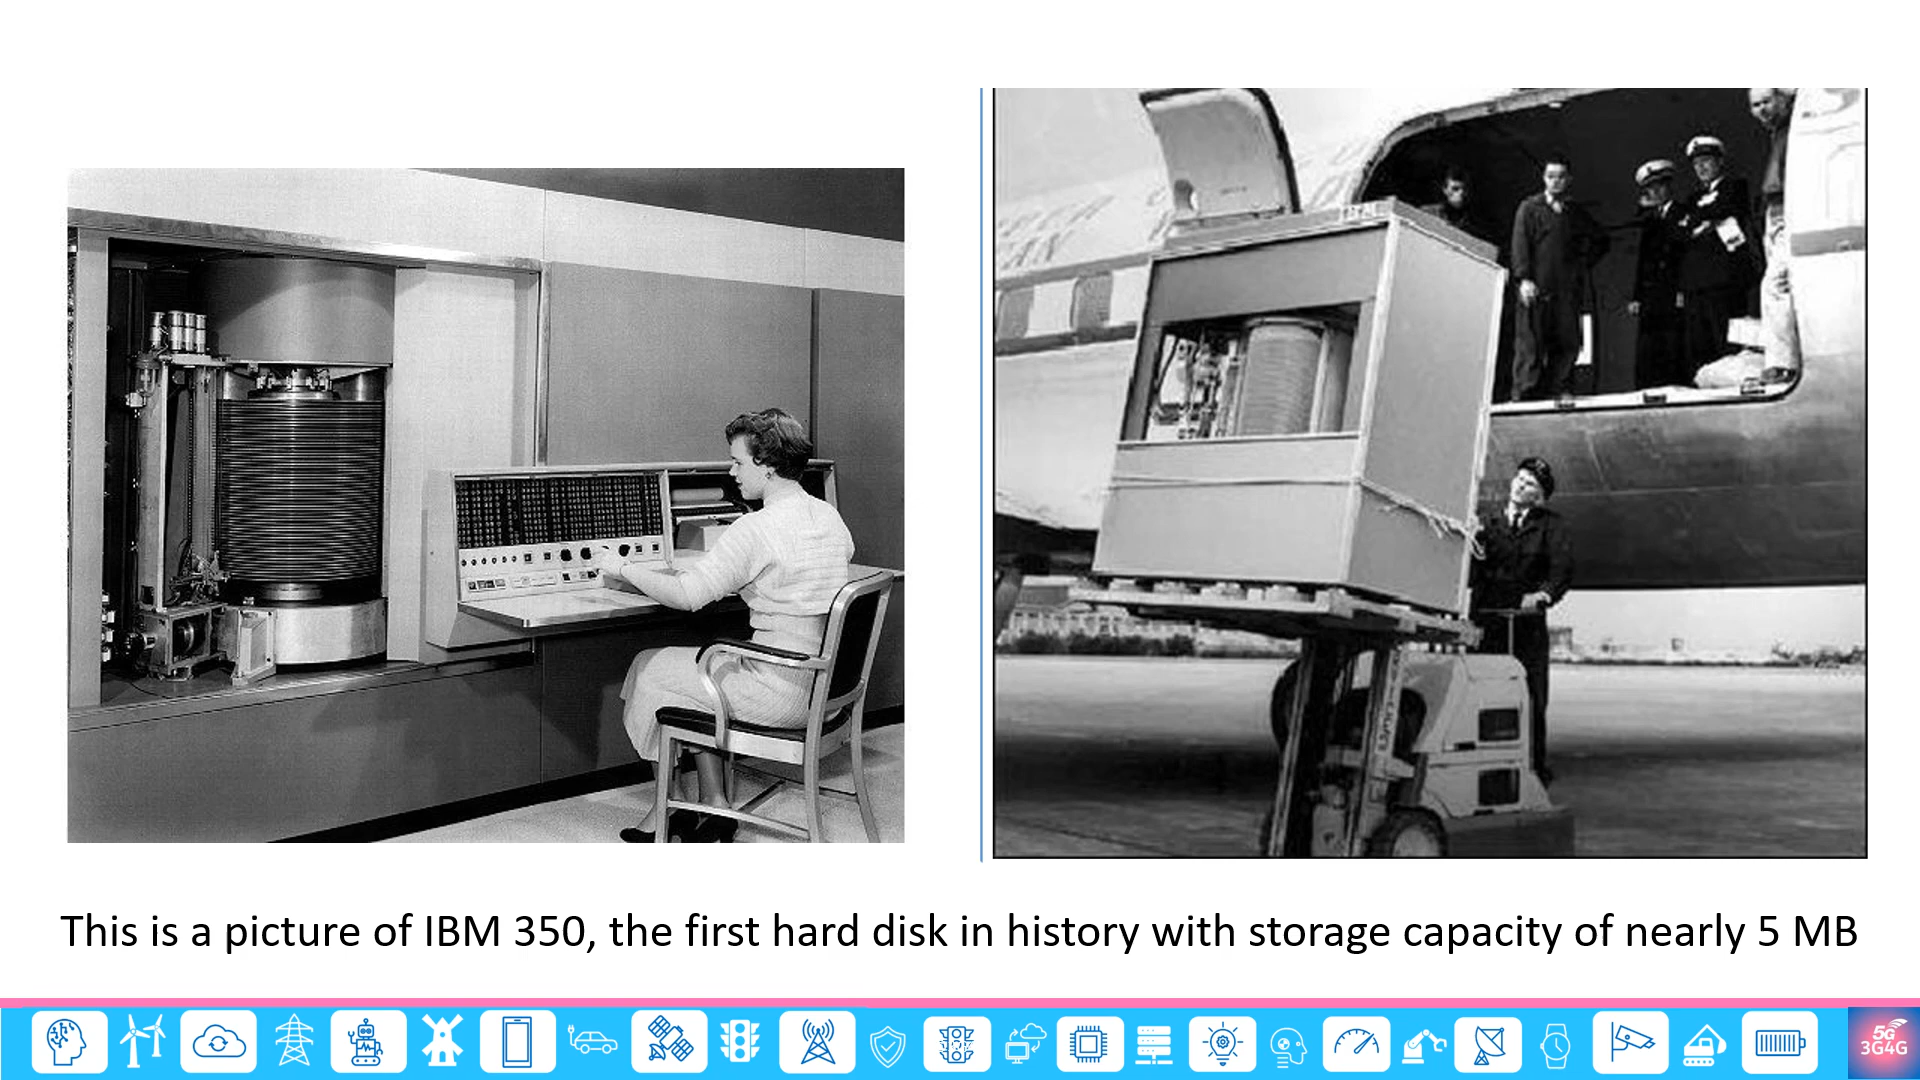 This is a picture of IBM 350, the first hard disk in history with storage capacity of nearly 5 MB
5G
3G4G